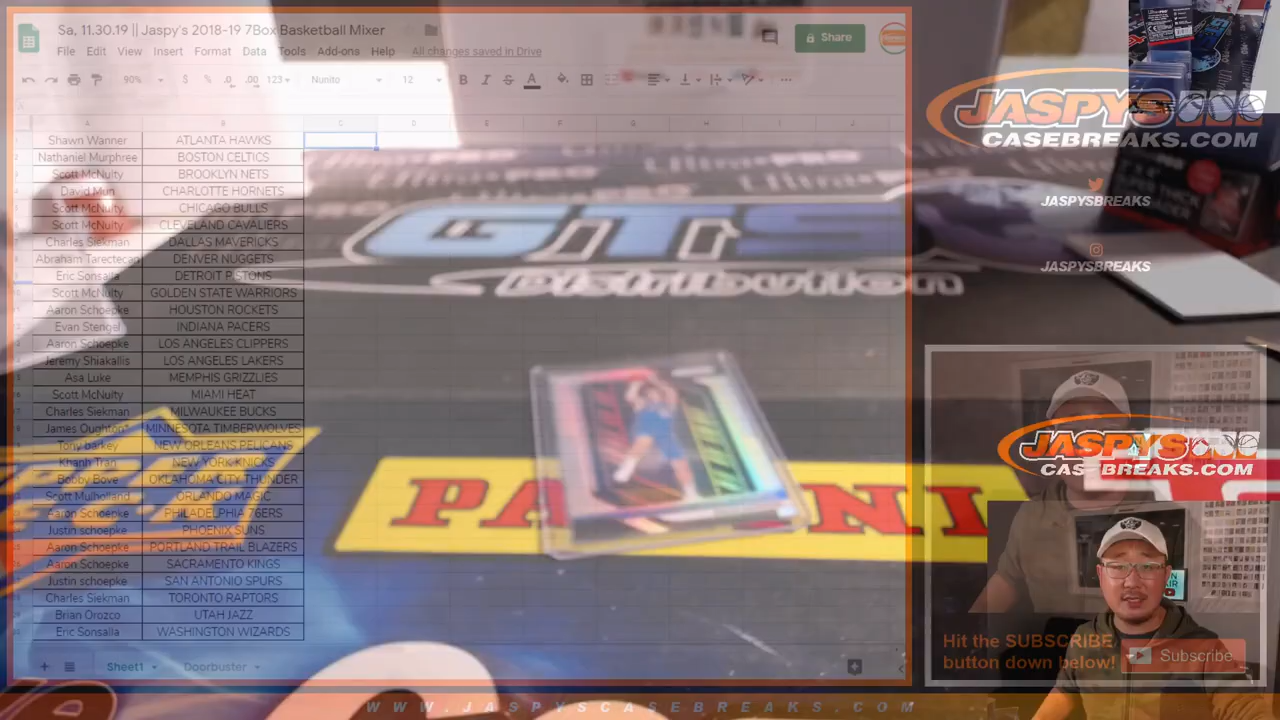 Sa, 11.30.19 || Jaspy's 2018-19 7Box Basketball Mixer
File Edit View Insert Format Data Tools Add-ons Help All changes saved in Drive
Share
90% $ % .0 .00 123 Nunito 12 B I S A
A B C D E F G H I J
Shawn Wanner ATLANTA HAWKS
Nathaniel Murphree BOSTON CELTICS
Scott McNulty BROOKLYN NETS
David Mun CHARLOTTE HORNETS
Scott McNulty CHICAGO BULLS
Scott McNulty CLEVELAND CAVALIERS
Charles Siekman DALLAS MAVERICKS
Abraham Tarectecan DENVER NUGGETS
Eric Sonsalla DETROIT PISTONS
Scott McNulty GOLDEN STATE WARRIORS
Aaron Schoepke HOUSTON ROCKETS
Evan Stengel INDIANA PACERS
Aaron Schoepke LOS ANGELES CLIPPERS
Jeremy Shiakallis LOS ANGELES LAKERS
Asa Luke MEMPHIS GRIZZLIES
Scott McNulty MIAMI HEAT
Charles Siekman MILWAUKEE BUCKS
James Oughton* MINNESOTA TIMBERWOLVES
Tony barkey NEW ORLEANS PELICANS
Khanh Tran NEW YORK KNICKS
Bobby Bove OKLAHOMA CITY THUNDER
Scott Mulholland ORLANDO MAGIC
Aaron Schoepke PHILADELPHIA 76ERS
Justin schoepke PHOENIX SUNS
Aaron Schoepke PORTLAND TRAIL BLAZERS
Aaron Schoepke SACRAMENTO KINGS
Justin schoepke SAN ANTONIO SPURS
Charles Siekman TORONTO RAPTORS
Brian Orozco UTAH JAZZ
Eric Sonsalla WASHINGTON WIZARDS
Sheet1 Doorbuster
GTS
Distribution
PANINI
JASPYS
CASEBREAKS.COM
JASPYSBREAKS
JASPYSBREAKS
JASPYS
CASEBREAKS.COM
Hit the SUBSCRIBE
button down below!
Subscribe
WWW.JASPYSCASEBREAKS.COM